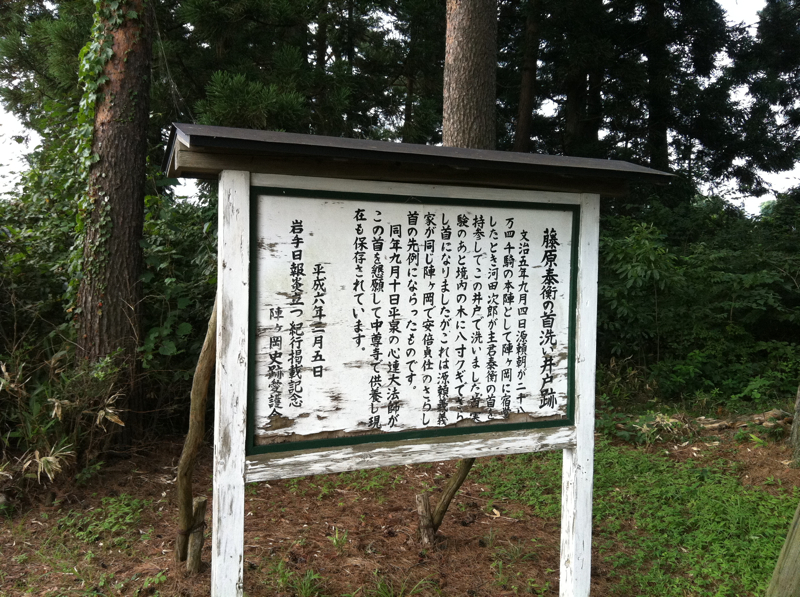 藤原泰衡の首洗い井戸跡
文治五年九月四日源頼朝が二十八
万四千騎の本陣として陣ヶ岡に宿営
したとき河田次郎が主君泰衡の首を
持参してこの井戸で洗いました首実
験のあと境内の木に八寸クギでさら
し首になりましたがこれは源頼義
家が同じ陣ヶ岡で安倍貞任のさらし
首の先例にならったものです。
同年九月十日平泉の心連大法師が
この首を懇願して中尊寺で供養し現
在も保存されています。
平成六年三月五日
岩手日報炎立つ紀行掲載記念
陣ヶ岡史跡愛護会